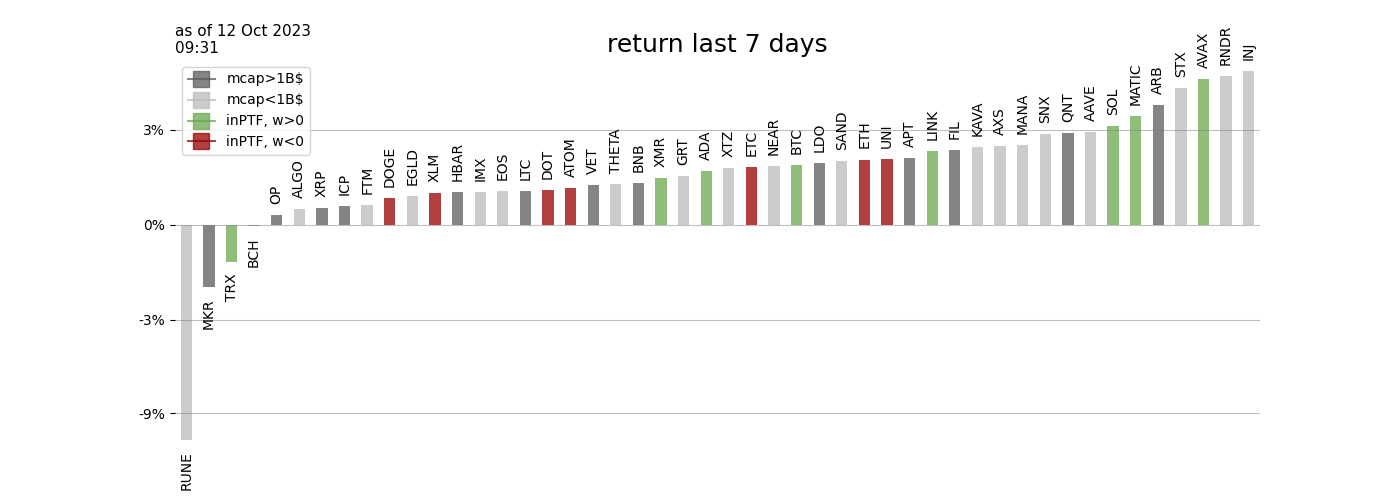 as of 12 Oct 2023
09:31
return last 7 days
mcap>1B$
mcap<1B$
inPTF, w>0
inPTF, w<0
3%
0%
-3%
-9%
RUNE
MKR
TRX
BCH
OP
ALGO
XRP
ICP
FTM
DOGE
EGLD
XLM
HBAR
IMX
EOS
LTC
DOT
ATOM
VET
THETA
BNB
XMR
GRT
ADA
XTZ
ETC
NEAR
BTC
LDO
SAND
ETH
UNI
APT
LINK
FIL
KAVA
AXS
MANA
SNX
QNT
AAVE
SOL
MATIC
ARB
STX
AVAX
RNDR
INJ